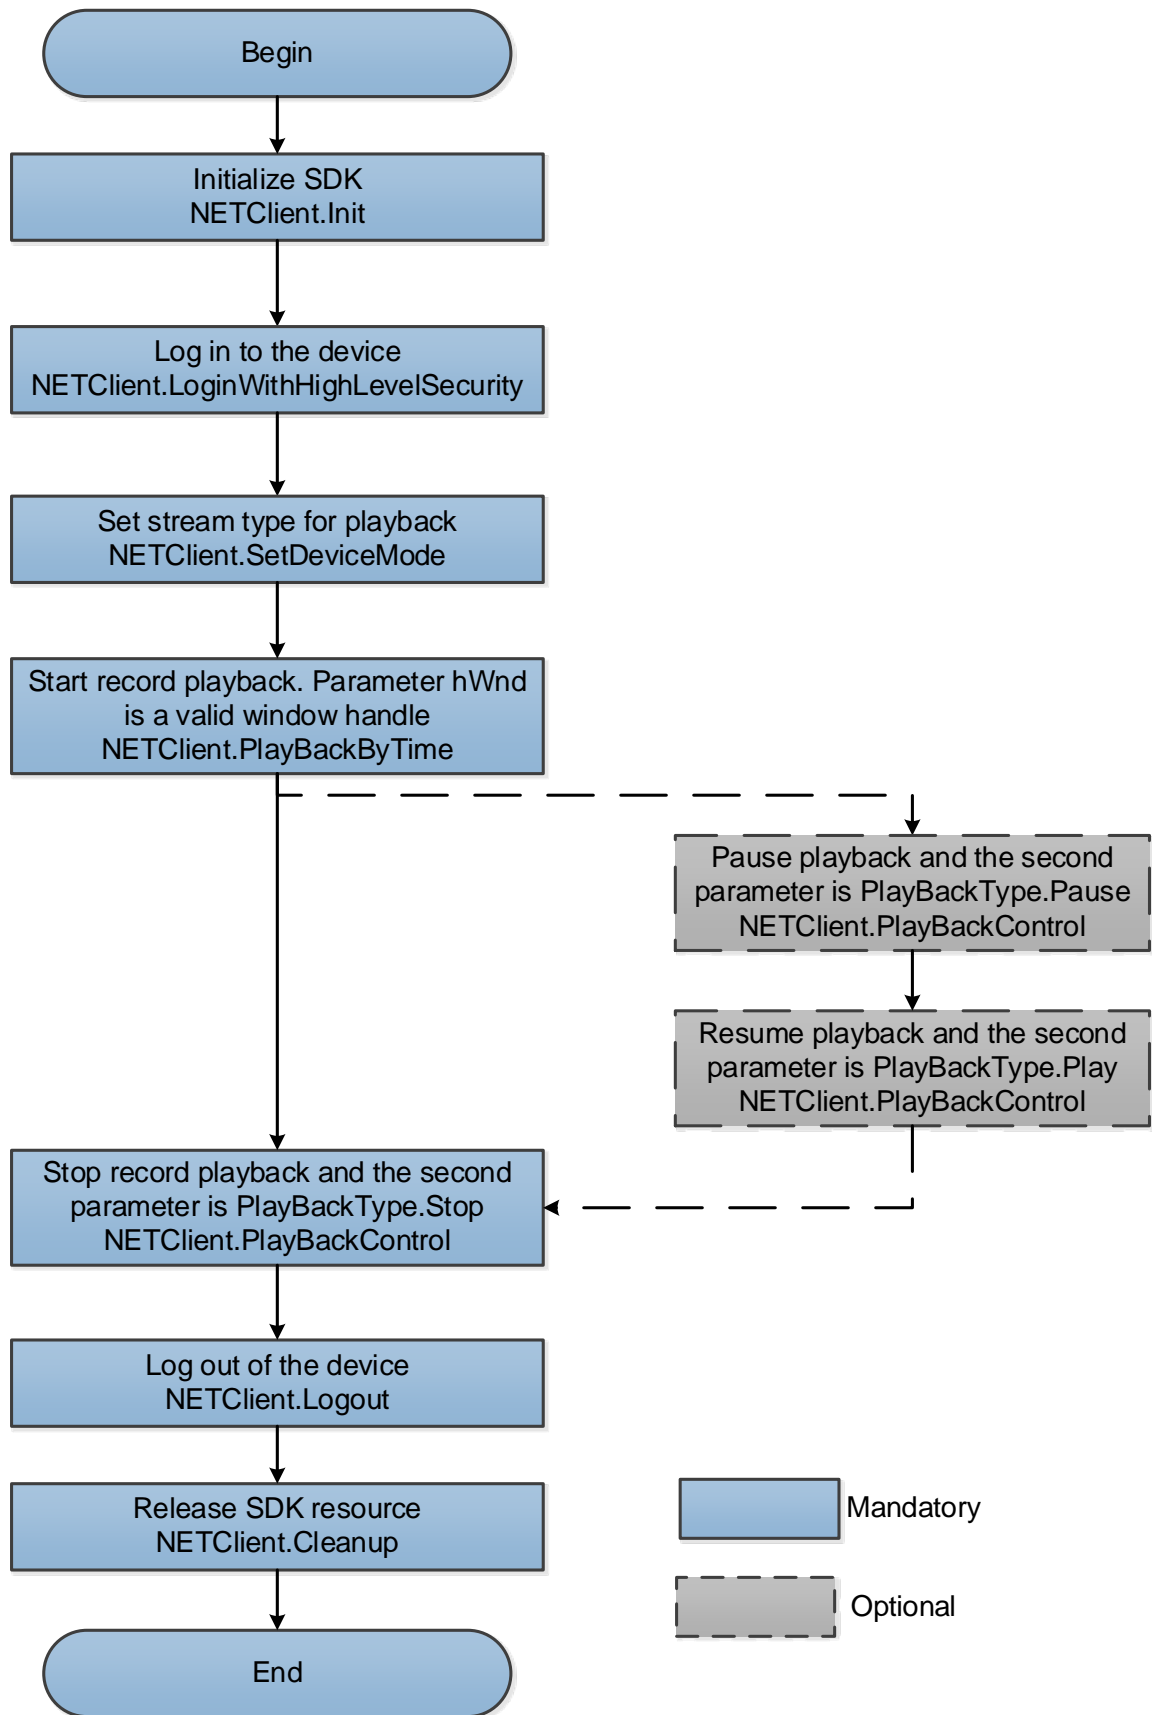 Begin
Initialize SDK
NETClient.Init
Log in to the device
NETClient.LoginWithHighLevelSecurity
Set stream type for playback
NETClient.SetDeviceMode
Start record playback. Parameter hWnd
is a valid window handle
NETClient.PlayBackByTime
Pause playback and the second
parameter is PlayBackType.Pause
NETClient.PlayBackControl
Resume playback and the second
parameter is PlayBackType.Play
NETClient.PlayBackControl
Stop record playback and the second
parameter is PlayBackType.Stop
NETClient.PlayBackControl
Log out of the device
NETClient.Logout
Release SDK resource
NETClient.Cleanup
End
Mandatory
Optional